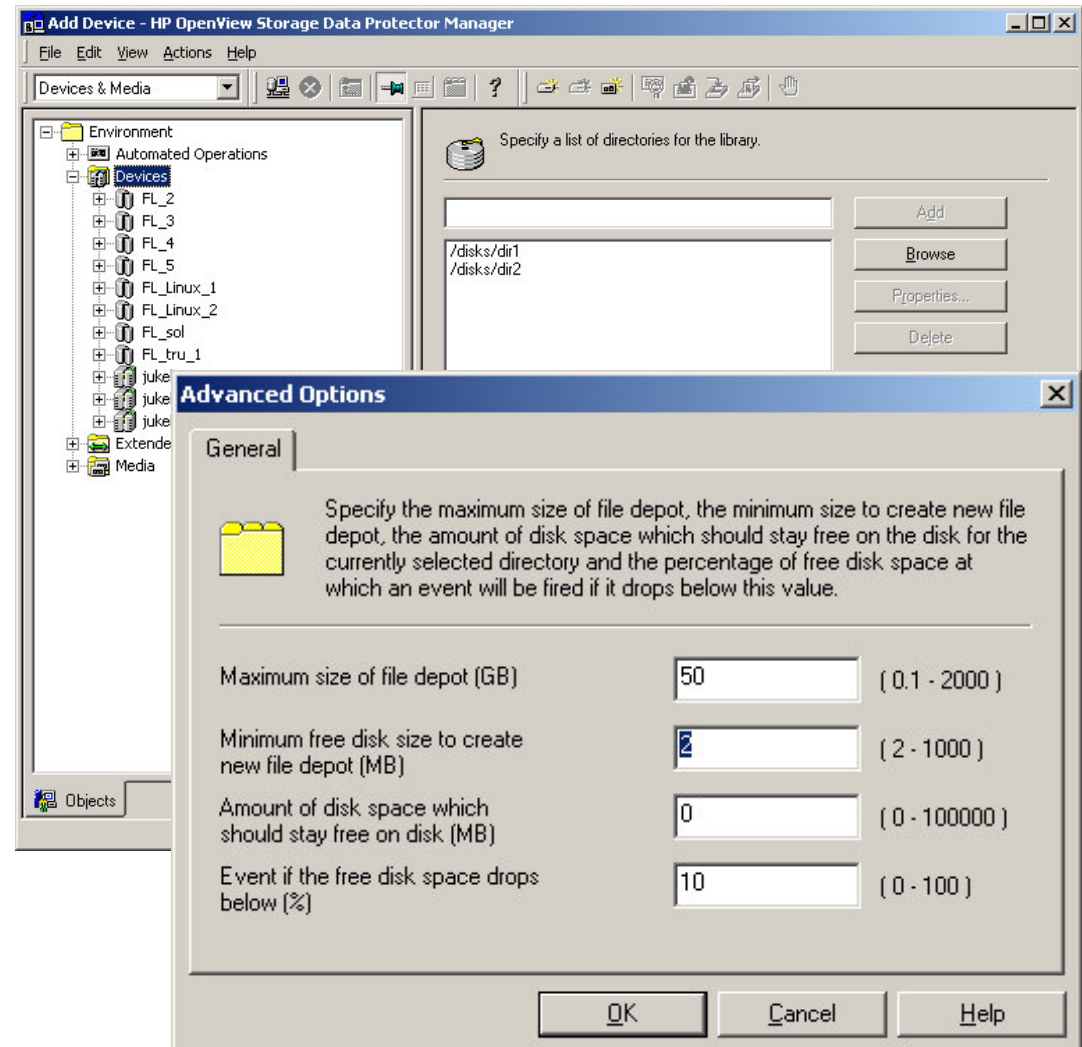 Add Device - HP OpenView Storage Data Protector Manager
File Edit View Actions Help
Devices & Media
Environment
Automated Operations
Devices
FL_2
FL_3
FL_4
FL_5
FL_Linux_1
FL_Linux_2
FL_sol
FL_tru_1
juke
juke
juke
Extende
Media
Objects
Specify a list of directories for the library.
Add
/disks/dir1
/disks/dir2
Browse
Properties...
Delete
Advanced Options
General
Specify the maximum size of file depot, the minimum size to create new file
depot, the amount of disk space which should stay free on the disk for the
currently selected directory and the percentage of free disk space at
which an event will be fired if it drops below this value.
Maximum size of file depot (GB) 50 ( 0.1 - 2000 )
Minimum free disk size to create
new file depot (MB) 2 ( 2 - 1000 )
Amount of disk space which
should stay free on disk (MB) 0 ( 0 - 100000 )
Event if the free disk space drops
below (%) 10 ( 0 - 100 )
OK Cancel Help